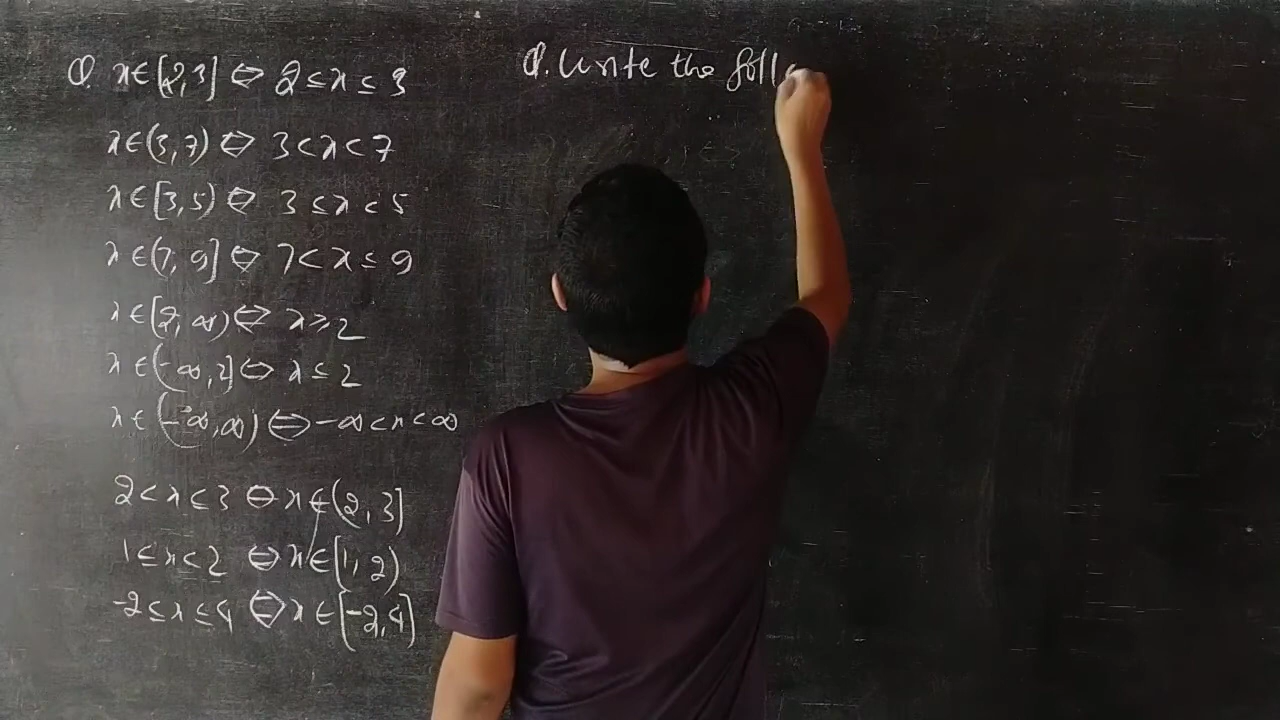 Q. x∈[2,3] ⇔ 2≤x≤3
x∈(3,7) ⇔ 3<x<7
x∈[3,5) ⇔ 3≤x<5
x∈(7,9] ⇔ 7<x≤9
x∈[2,∞) ⇔ x≥2
x∈(-∞,2] ⇔ x≤2
x∈(-∞,∞) ⇔ -∞<x<∞
2<x≤3 ⇔ x∈(2,3]
1≤x<2 ⇔ x∈[1,2)
-2≤x≤4 ⇔ x∈[-2,4]
Q. Write the foll